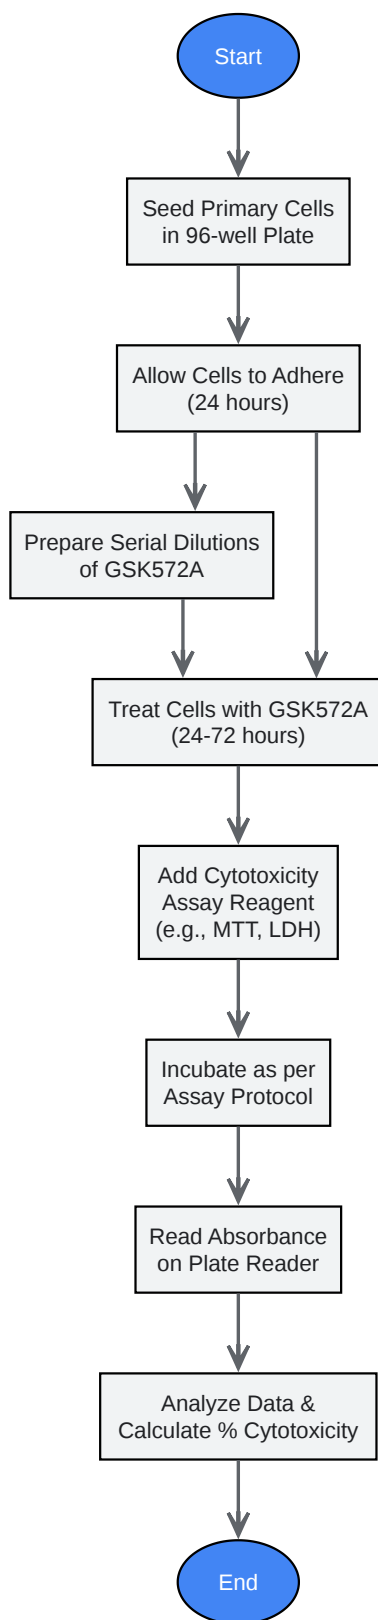 Start
Seed Primary Cells
in 96-well Plate
Allow Cells to Adhere
(24 hours)
Prepare Serial Dilutions
of GSK572A
Treat Cells with GSK572A
(24-72 hours)
Add Cytotoxicity
Assay Reagent
(e.g., MTT, LDH)
Incubate as per
Assay Protocol
Read Absorbance
on Plate Reader
Analyze Data &
Calculate % Cytotoxicity
End